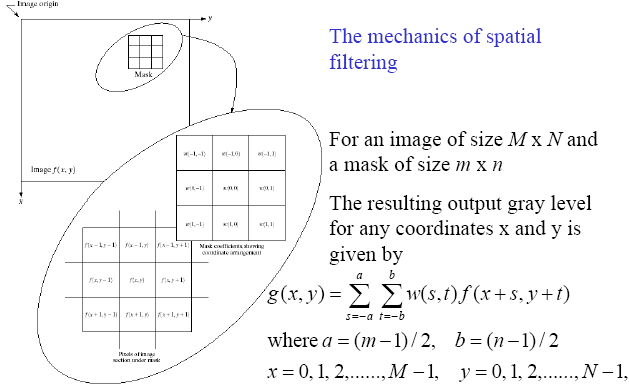 Image origin
y
Mask
Image f(x, y)
x
w(−1,−1) w(−1,0) w(−1,1)
w(0,−1) w(0,0) w(0,1)
w(1,−1) w(1,0) w(1,1)
Mask coefficients showing
coordinate arrangement
f(x − 1, y − 1) f(x − 1, y) f(x − 1, y + 1)
f(x, y − 1) f(x, y) f(x, y + 1)
f(x + 1, y − 1) f(x + 1, y) f(x + 1, y + 1)
Pixels of image
section under mask
The mechanics of spatial
filtering
For an image of size M x N and
a mask of size m x n
The resulting output gray level
for any coordinates x and y is
given by
g(x, y) = ∑_{s=−a}^{a} ∑_{t=−b}^{b} w(s, t) f(x + s, y + t)
where a = (m − 1) / 2, b = (n − 1) / 2
x = 0, 1, 2,......, M − 1, y = 0, 1, 2,......, N − 1,